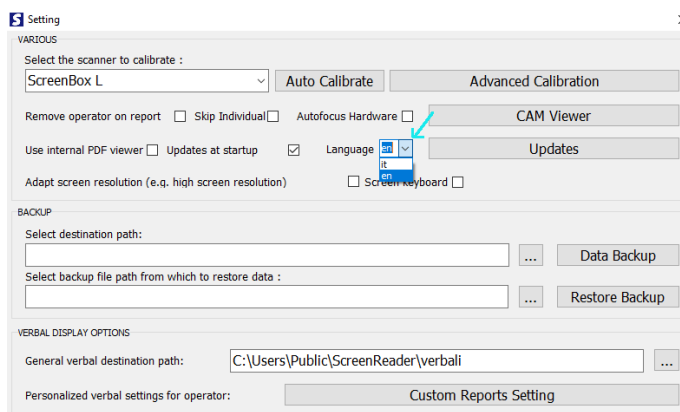 Setting
VARIOUS
Select the scanner to calibrate :
ScreenBox L Auto Calibrate Advanced Calibration
Remove operator on report Skip Individual Autofocus Hardware CAM Viewer
Use internal PDF viewer Updates at startup Language en Updates
it
en
Adapt screen resolution (e.g. high screen resolution) Screen keyboard
BACKUP
Select destination path:
... Data Backup
Select backup file path from which to restore data :
... Restore Backup
VERBAL DISPLAY OPTIONS
General verbal destination path: C:\Users\Public\ScreenReader\verbali ...
Personalized verbal settings for operator: Custom Reports Setting